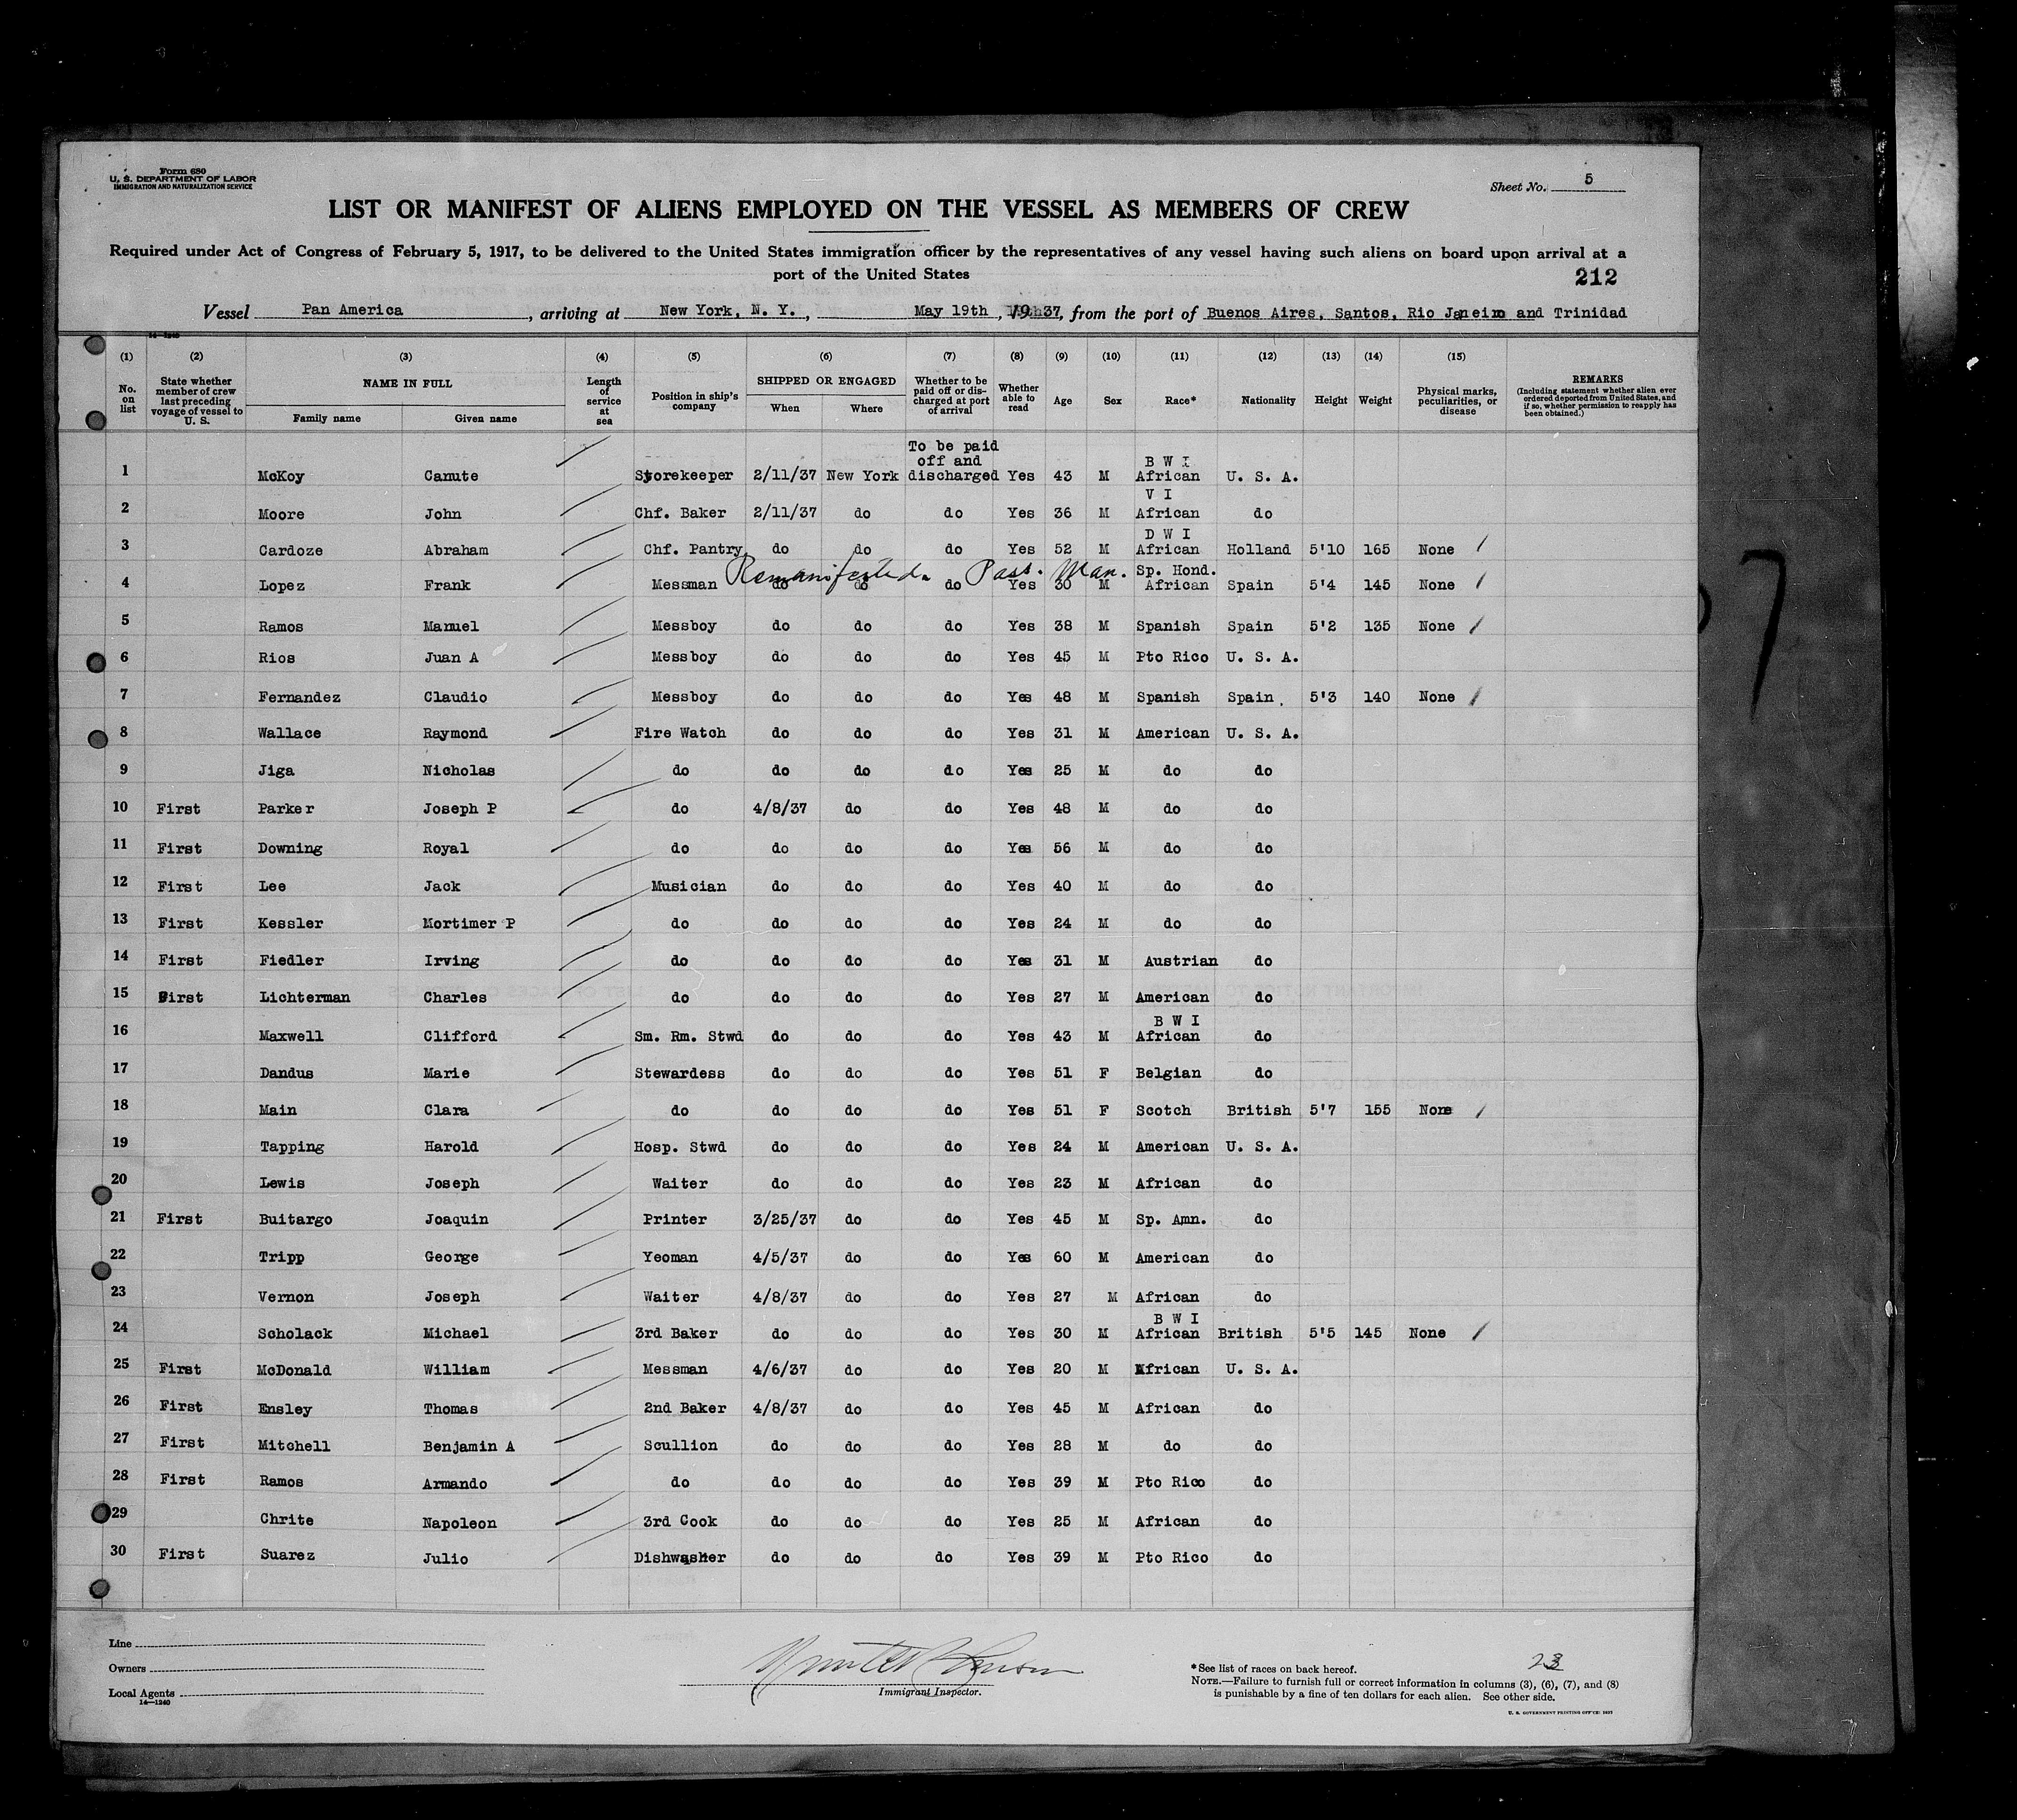 Form 680
U. S. DEPARTMENT OF LABOR
IMMIGRATION AND NATURALIZATION SERVICE
Sheet No. 5
LIST OR MANIFEST OF ALIENS EMPLOYED ON THE VESSEL AS MEMBERS OF CREW
Required under Act of Congress of February 5, 1917, to be delivered to the United States immigration officer by the representatives of any vessel having such aliens on board upon arrival at a
port of the United States
212
Vessel Pan America, arriving at New York, N. Y., May 19th, 1937, from the port of Buenos Aires, Santos, Rio Janeiro and Trinidad
14-1240
(1) (2) (3) (4) (5) (6) (7) (8) (9) (10) (11) (12) (13) (14) (15)
No. on list
State whether member of crew last preceding voyage of vessel to U. S.
NAME IN FULL
Family name Given name
Length of service at sea
Position in ship's company
SHIPPED OR ENGAGED
When Where
Whether to be paid off or discharged at port of arrival
Whether able to read
Age
Sex
Race*
Nationality
Height
Weight
Physical marks, peculiarities, or disease
REMARKS
(Including statement whether alien ever ordered deported from United States, and if so, whether permission to reapply has been obtained.)
To be paid
off and
B W I
1 McKoy Canute Storekeeper 2/11/37 New York discharged Yes 43 M African U. S. A.
V I
2 Moore John Chf. Baker 2/11/37 do do Yes 36 M African do
D W I
3 Cardoze Abraham Chf. Pantry do do do Yes 52 M African Holland 5'10 165 None
Remanifested. Pass. Man. Sp. Hond.
4 Lopez Frank Messman do do do Yes 30 M African Spain 5'4 145 None
5 Ramos Manuel Messboy do do do Yes 38 M Spanish Spain 5'2 135 None
6 Rios Juan A Messboy do do do Yes 45 M Pto Rico U. S. A.
7 Fernandez Claudio Messboy do do do Yes 48 M Spanish Spain 5'3 140 None
8 Wallace Raymond Fire Watch do do do Yes 31 M American U. S. A.
9 Jiga Nicholas do do do do Yes 25 M do do
10 First Parker Joseph P do 4/8/37 do do Yes 48 M do do
11 First Downing Royal do do do do Yes 56 M do do
12 First Lee Jack Musician do do do Yes 40 M do do
13 First Kessler Mortimer P do do do do Yes 24 M do do
14 First Fiedler Irving do do do do Yes 31 M Austrian do
15 First Lichterman Charles do do do do Yes 27 M American do
B W I
16 Maxwell Clifford Sm. Rm. Stwd do do do Yes 43 M African do
17 Dandus Marie Stewardess do do do Yes 51 F Belgian do
18 Main Clara do do do do Yes 51 F Scotch British 5'7 155 None
19 Tapping Harold Hosp. Stwd do do do Yes 24 M American U. S. A.
20 Lewis Joseph Waiter do do do Yes 23 M African do
21 First Buitargo Joaquin Printer 3/25/37 do do Yes 45 M Sp. Amn. do
22 Tripp George Yeoman 4/5/37 do do Yes 60 M American do
23 Vernon Joseph Waiter 4/8/37 do do Yes 27 M African do
B W I
24 Scholack Michael 3rd Baker do do do Yes 30 M African British 5'5 145 None
25 First McDonald William Messman 4/6/37 do do Yes 20 M African U. S. A.
26 First Ensley Thomas 2nd Baker 4/8/37 do do Yes 45 M African do
27 First Mitchell Benjamin A Scullion do do do Yes 28 M do do
28 First Ramos Armando do do do do Yes 39 M Pto Rico do
29 Chrite Napoleon 3rd Cook do do do Yes 25 M African do
30 First Suarez Julio Dishwasher do do do Yes 39 M Pto Rico do
Line
Owners
Local Agents
14—1240
Immigrant Inspector.
23
*See list of races on back hereof.
NOTE.—Failure to furnish full or correct information in columns (3), (6), (7), and (8)
is punishable by a fine of ten dollars for each alien. See other side.
U. S. GOVERNMENT PRINTING OFFICE:
7